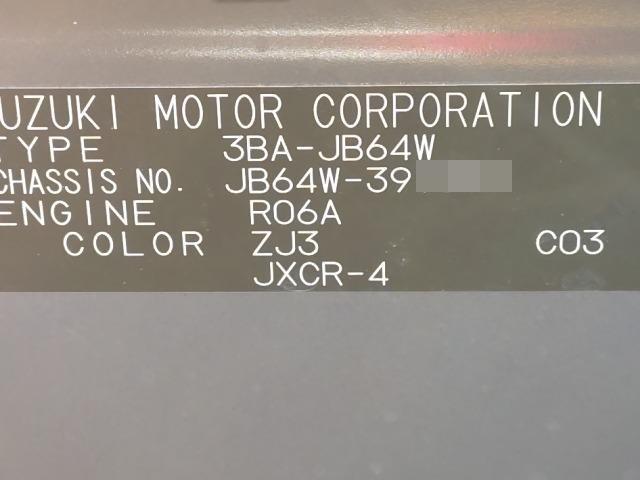 UZUKI MOTOR CORPORATION
TYPE 3BA-JB64W
CHASSIS NO. JB64W-39
ENGINE R06A
COLOR ZJ3 C03
JXCR-4